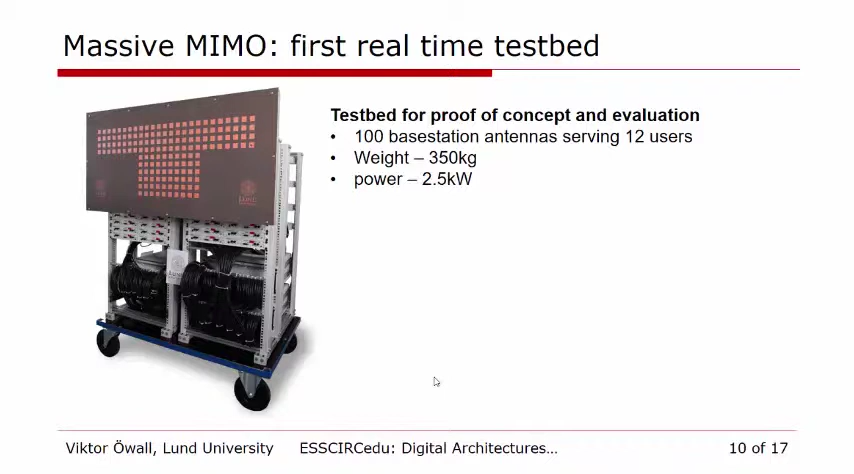 Massive MIMO: first real time testbed
Testbed for proof of concept and evaluation
• 100 basestation antennas serving 12 users
• Weight – 350kg
• power – 2.5kW
Viktor Öwall, Lund University ESSCIRCedu: Digital Architectures... 10 of 17